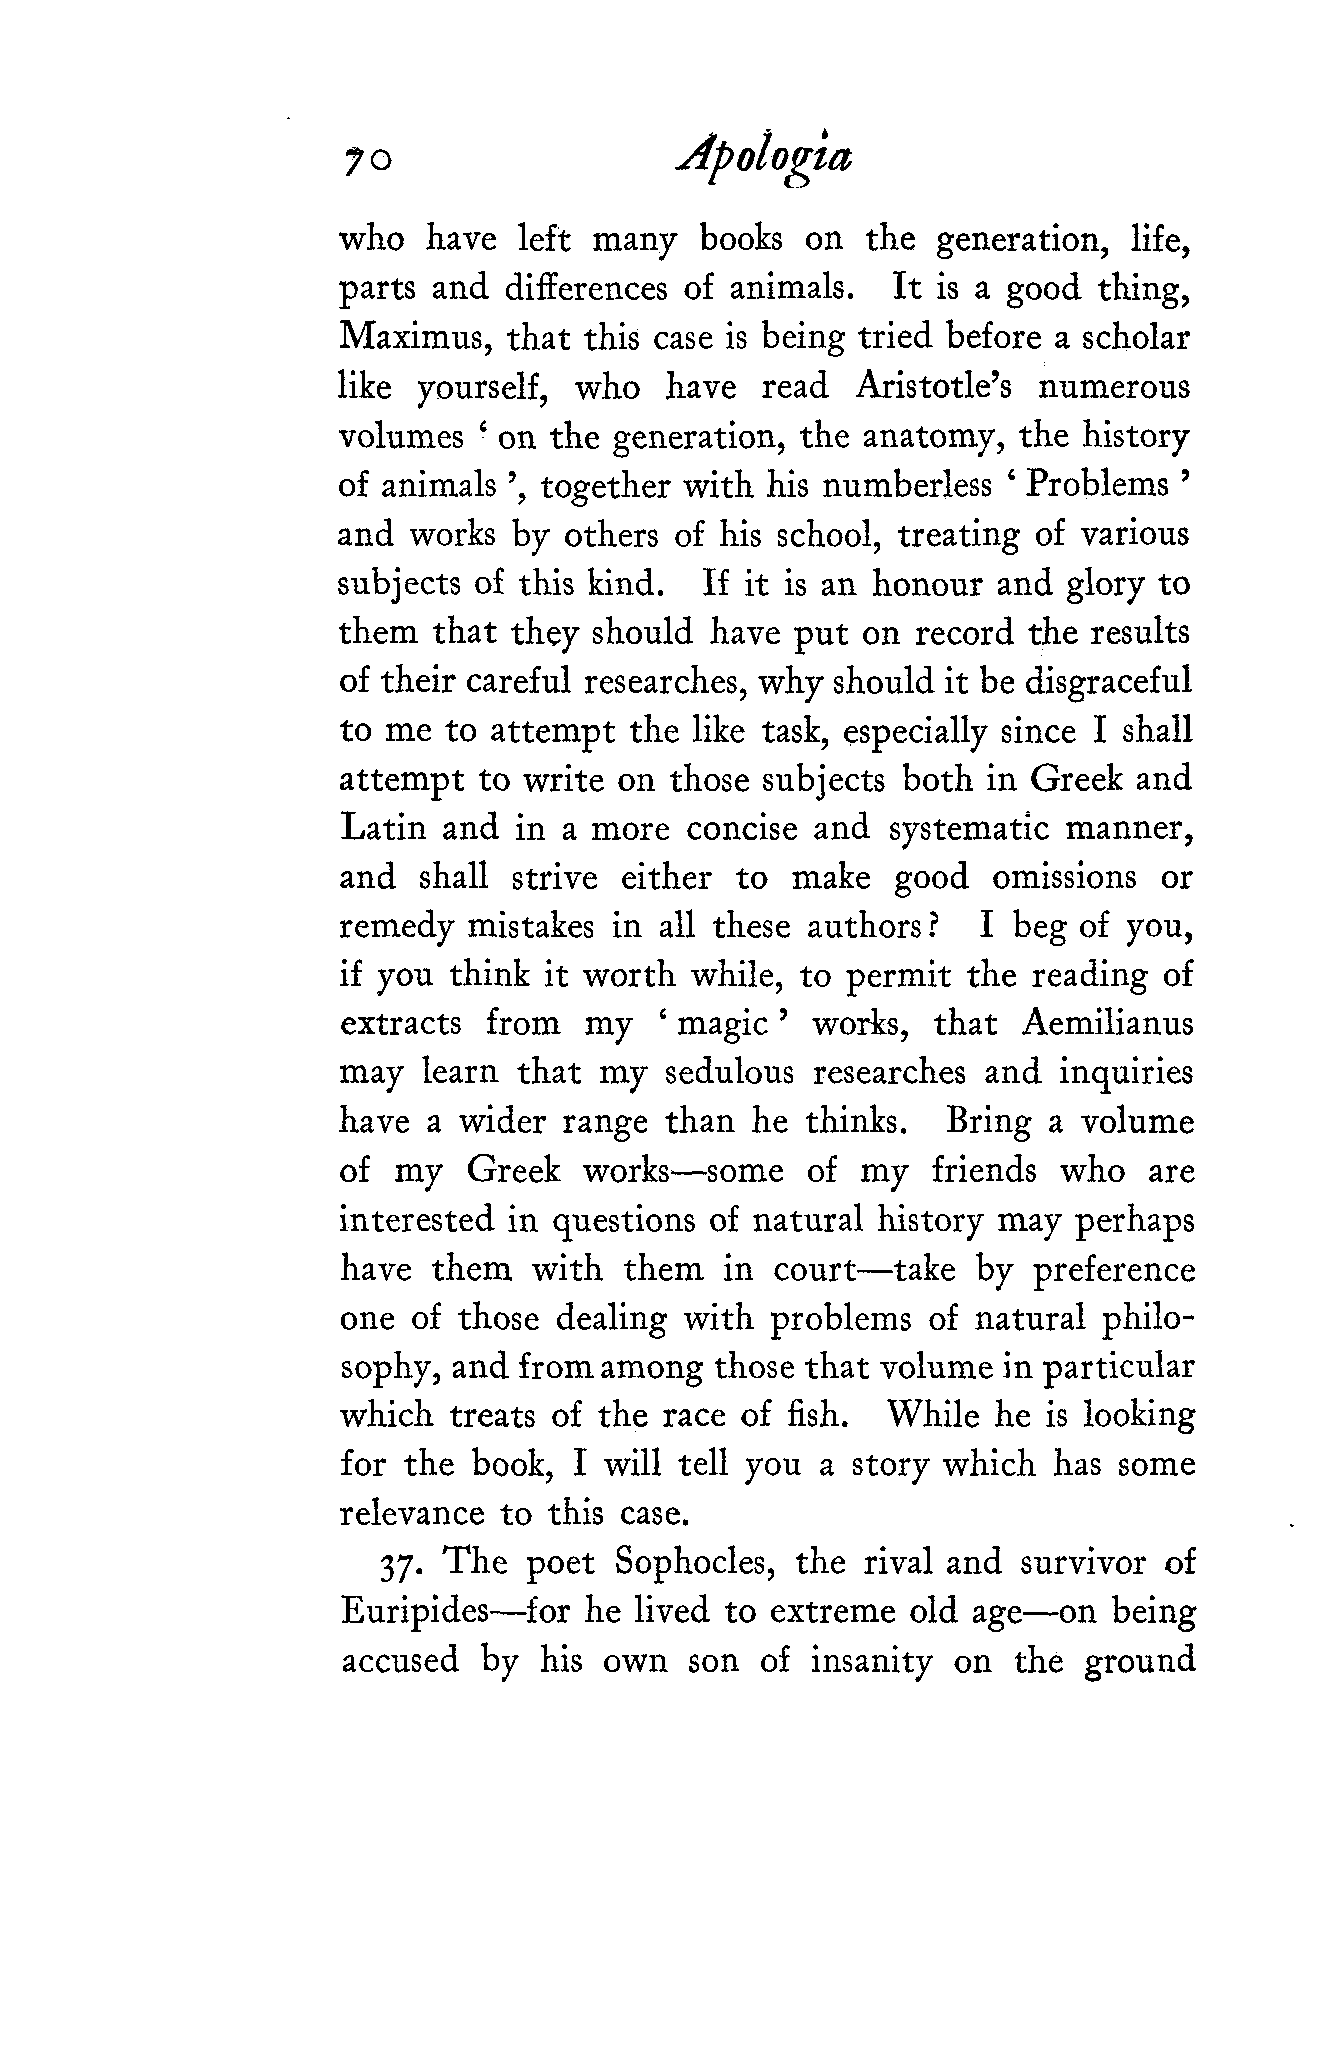 70 Apologia
who have left many books on the generation, life,
parts and differences of animals. It is a good thing,
Maximus, that this case is being tried before a scholar
like yourself, who have read Aristotle's numerous
volumes ‘ on the generation, the anatomy, the history
of animals ’, together with his numberless ‘ Problems ’
and works by others of his school, treating of various
subjects of this kind. If it is an honour and glory to
them that they should have put on record the results
of their careful researches, why should it be disgraceful
to me to attempt the like task, especially since I shall
attempt to write on those subjects both in Greek and
Latin and in a more concise and systematic manner,
and shall strive either to make good omissions or
remedy mistakes in all these authors? I beg of you,
if you think it worth while, to permit the reading of
extracts from my ‘ magic ’ works, that Aemilianus
may learn that my sedulous researches and inquiries
have a wider range than he thinks. Bring a volume
of my Greek works—some of my friends who are
interested in questions of natural history may perhaps
have them with them in court—take by preference
one of those dealing with problems of natural philo-
sophy, and from among those that volume in particular
which treats of the race of fish. While he is looking
for the book, I will tell you a story which has some
relevance to this case.
37. The poet Sophocles, the rival and survivor of
Euripides—for he lived to extreme old age—on being
accused by his own son of insanity on the ground